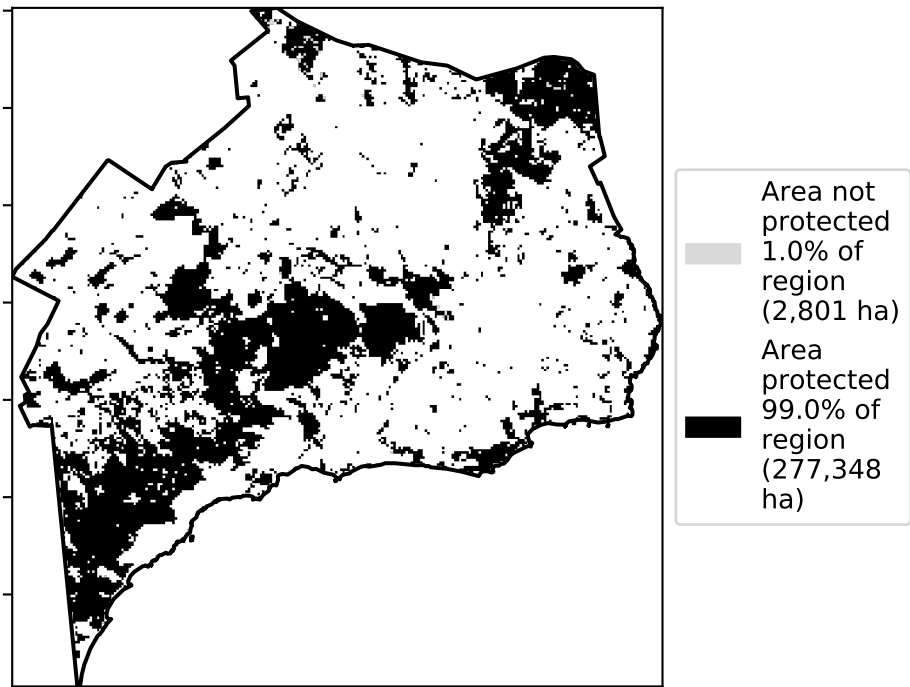 Area not
protected
1.0% of
region
(2,801 ha)
Area
protected
99.0% of
region
(277,348
ha)